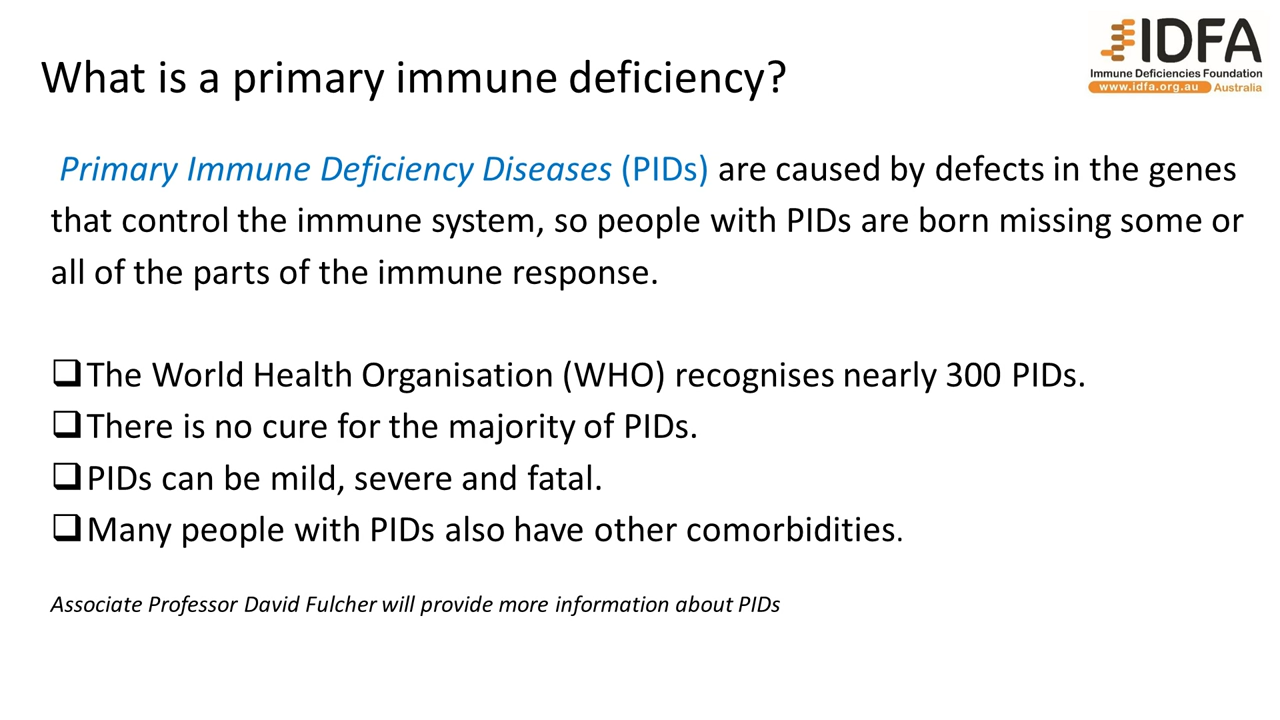 What is a primary immune deficiency?
IDFA
Immune Deficiencies Foundation
www.idfa.org.au Australia
Primary Immune Deficiency Diseases (PIDs) are caused by defects in the genes
that control the immune system, so people with PIDs are born missing some or
all of the parts of the immune response.
❑The World Health Organisation (WHO) recognises nearly 300 PIDs.
❑There is no cure for the majority of PIDs.
❑PIDs can be mild, severe and fatal.
❑Many people with PIDs also have other comorbidities.
Associate Professor David Fulcher will provide more information about PIDs